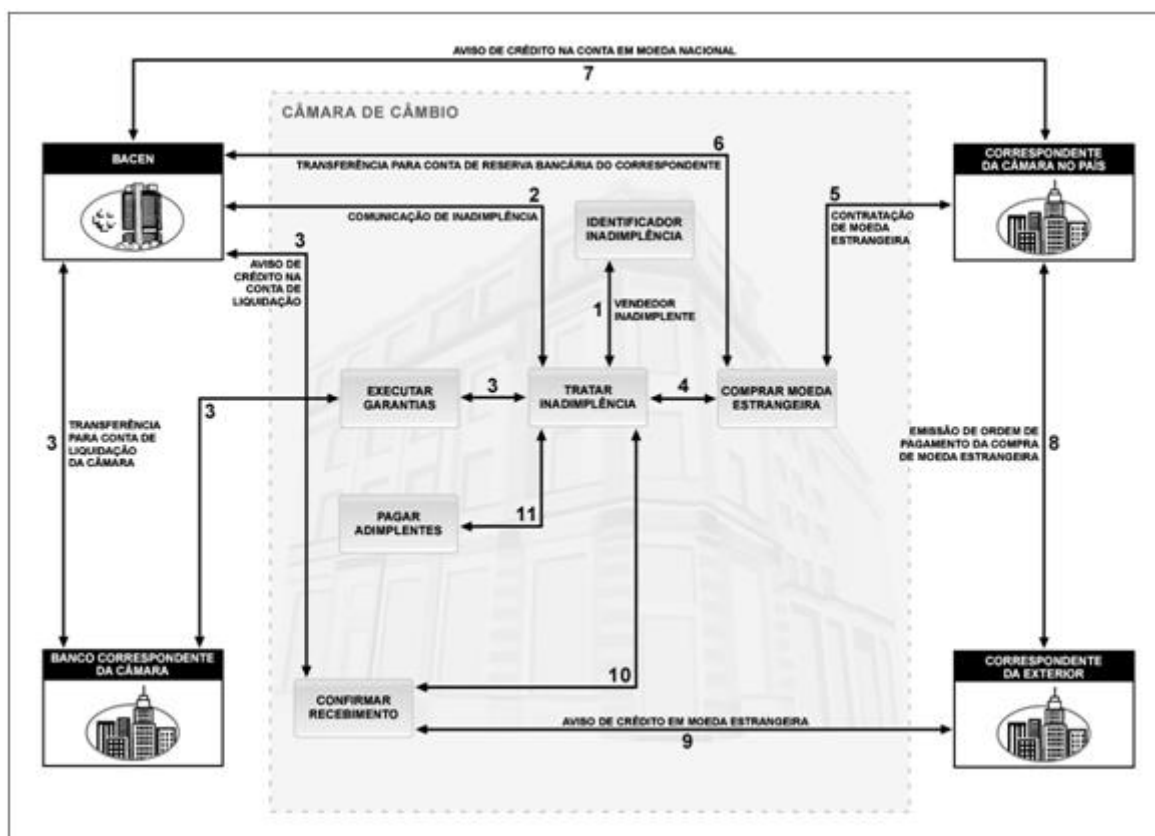 AVISO DE CRÉDITO NA CONTA EM MOEDA NACIONAL
7
CÂMARA DE CÂMBIO
BACEN
6
TRANSFERÊNCIA PARA CONTA DE RESERVA BANCÁRIA DO CORRESPONDENTE
CORRESPONDENTE
DA CÂMARA NO PAÍS
2
COMUNICAÇÃO DE INADIMPLÊNCIA
IDENTIFICADOR
INADIMPLÊNCIA
5
CONTRATAÇÃO
DE MOEDA
ESTRANGEIRA
3
AVISO DE
CRÉDITO NA
CONTA DE
LIQUIDAÇÃO
1
VENDEDOR
INADIMPLENTE
EXECUTAR
GARANTIAS
3
TRATAR
INADIMPLÊNCIA
4
COMPRAR MOEDA
ESTRANGEIRA
3
3
TRANSFERÊNCIA
PARA CONTA DE
LIQUIDAÇÃO
DA CÂMARA
EMISSÃO DE ORDEM DE
PAGAMENTO DA COMPRA
DE MOEDA ESTRANGEIRA
8
PAGAR
ADIMPLENTES
11
BANCO CORRESPONDENTE
DA CÂMARA
CONFIRMAR
RECEBIMENTO
10
CORRESPONDENTE
DA EXTERIOR
AVISO DE CRÉDITO EM MOEDA ESTRANGEIRA
9